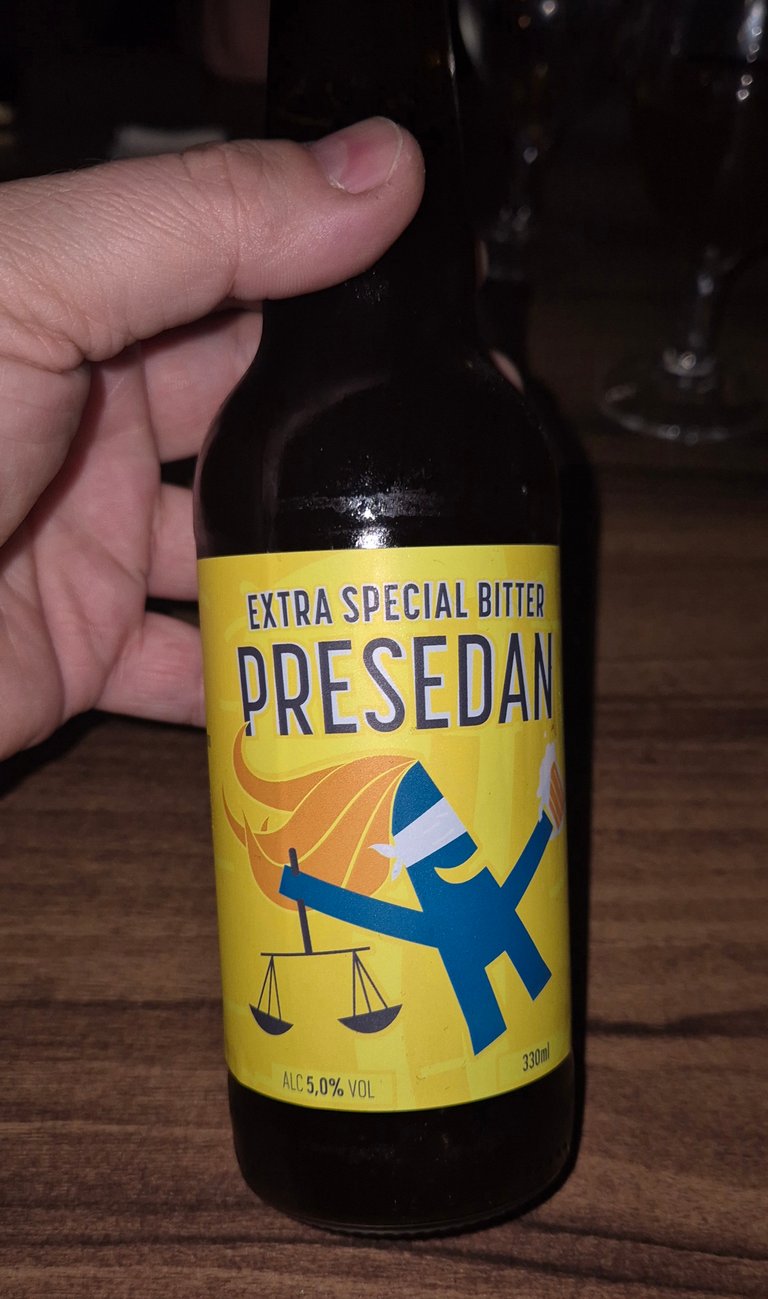 EXTRA SPECIAL BITTER
PRESEDAN
ALC 5,0% VOL
330ml